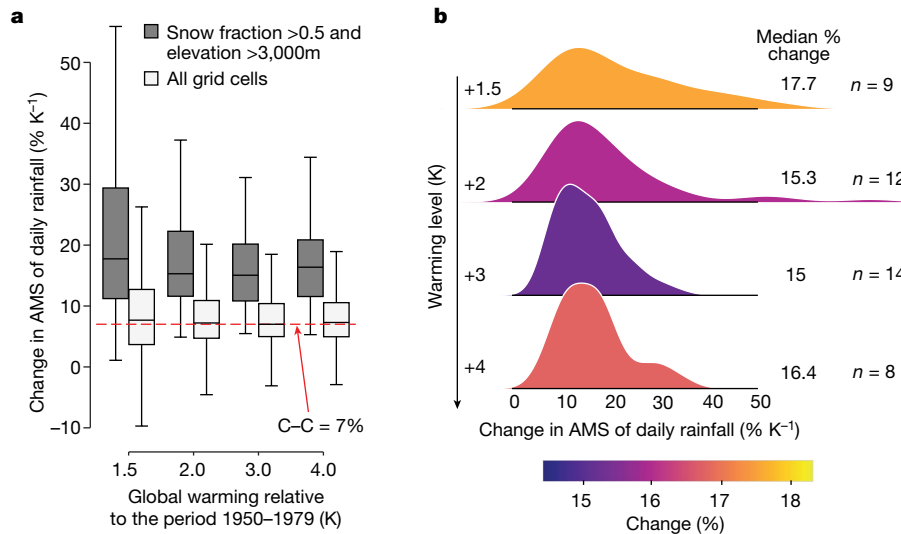 a
Snow fraction >0.5 and
elevation >3,000m
All grid cells
Change in AMS of daily rainfall (% K⁻¹)
50
40
30
20
10
0
−10
C–C = 7%
1.5
2.0
3.0
4.0
Global warming relative
to the period 1950–1979 (K)
b
Median %
change
Warming level (K)
+1.5
17.7
n = 9
+2
15.3
n = 12
+3
15
n = 14
+4
16.4
n = 8
0
10
20
30
40
50
Change in AMS of daily rainfall (% K⁻¹)
15
16
17
18
Change (%)